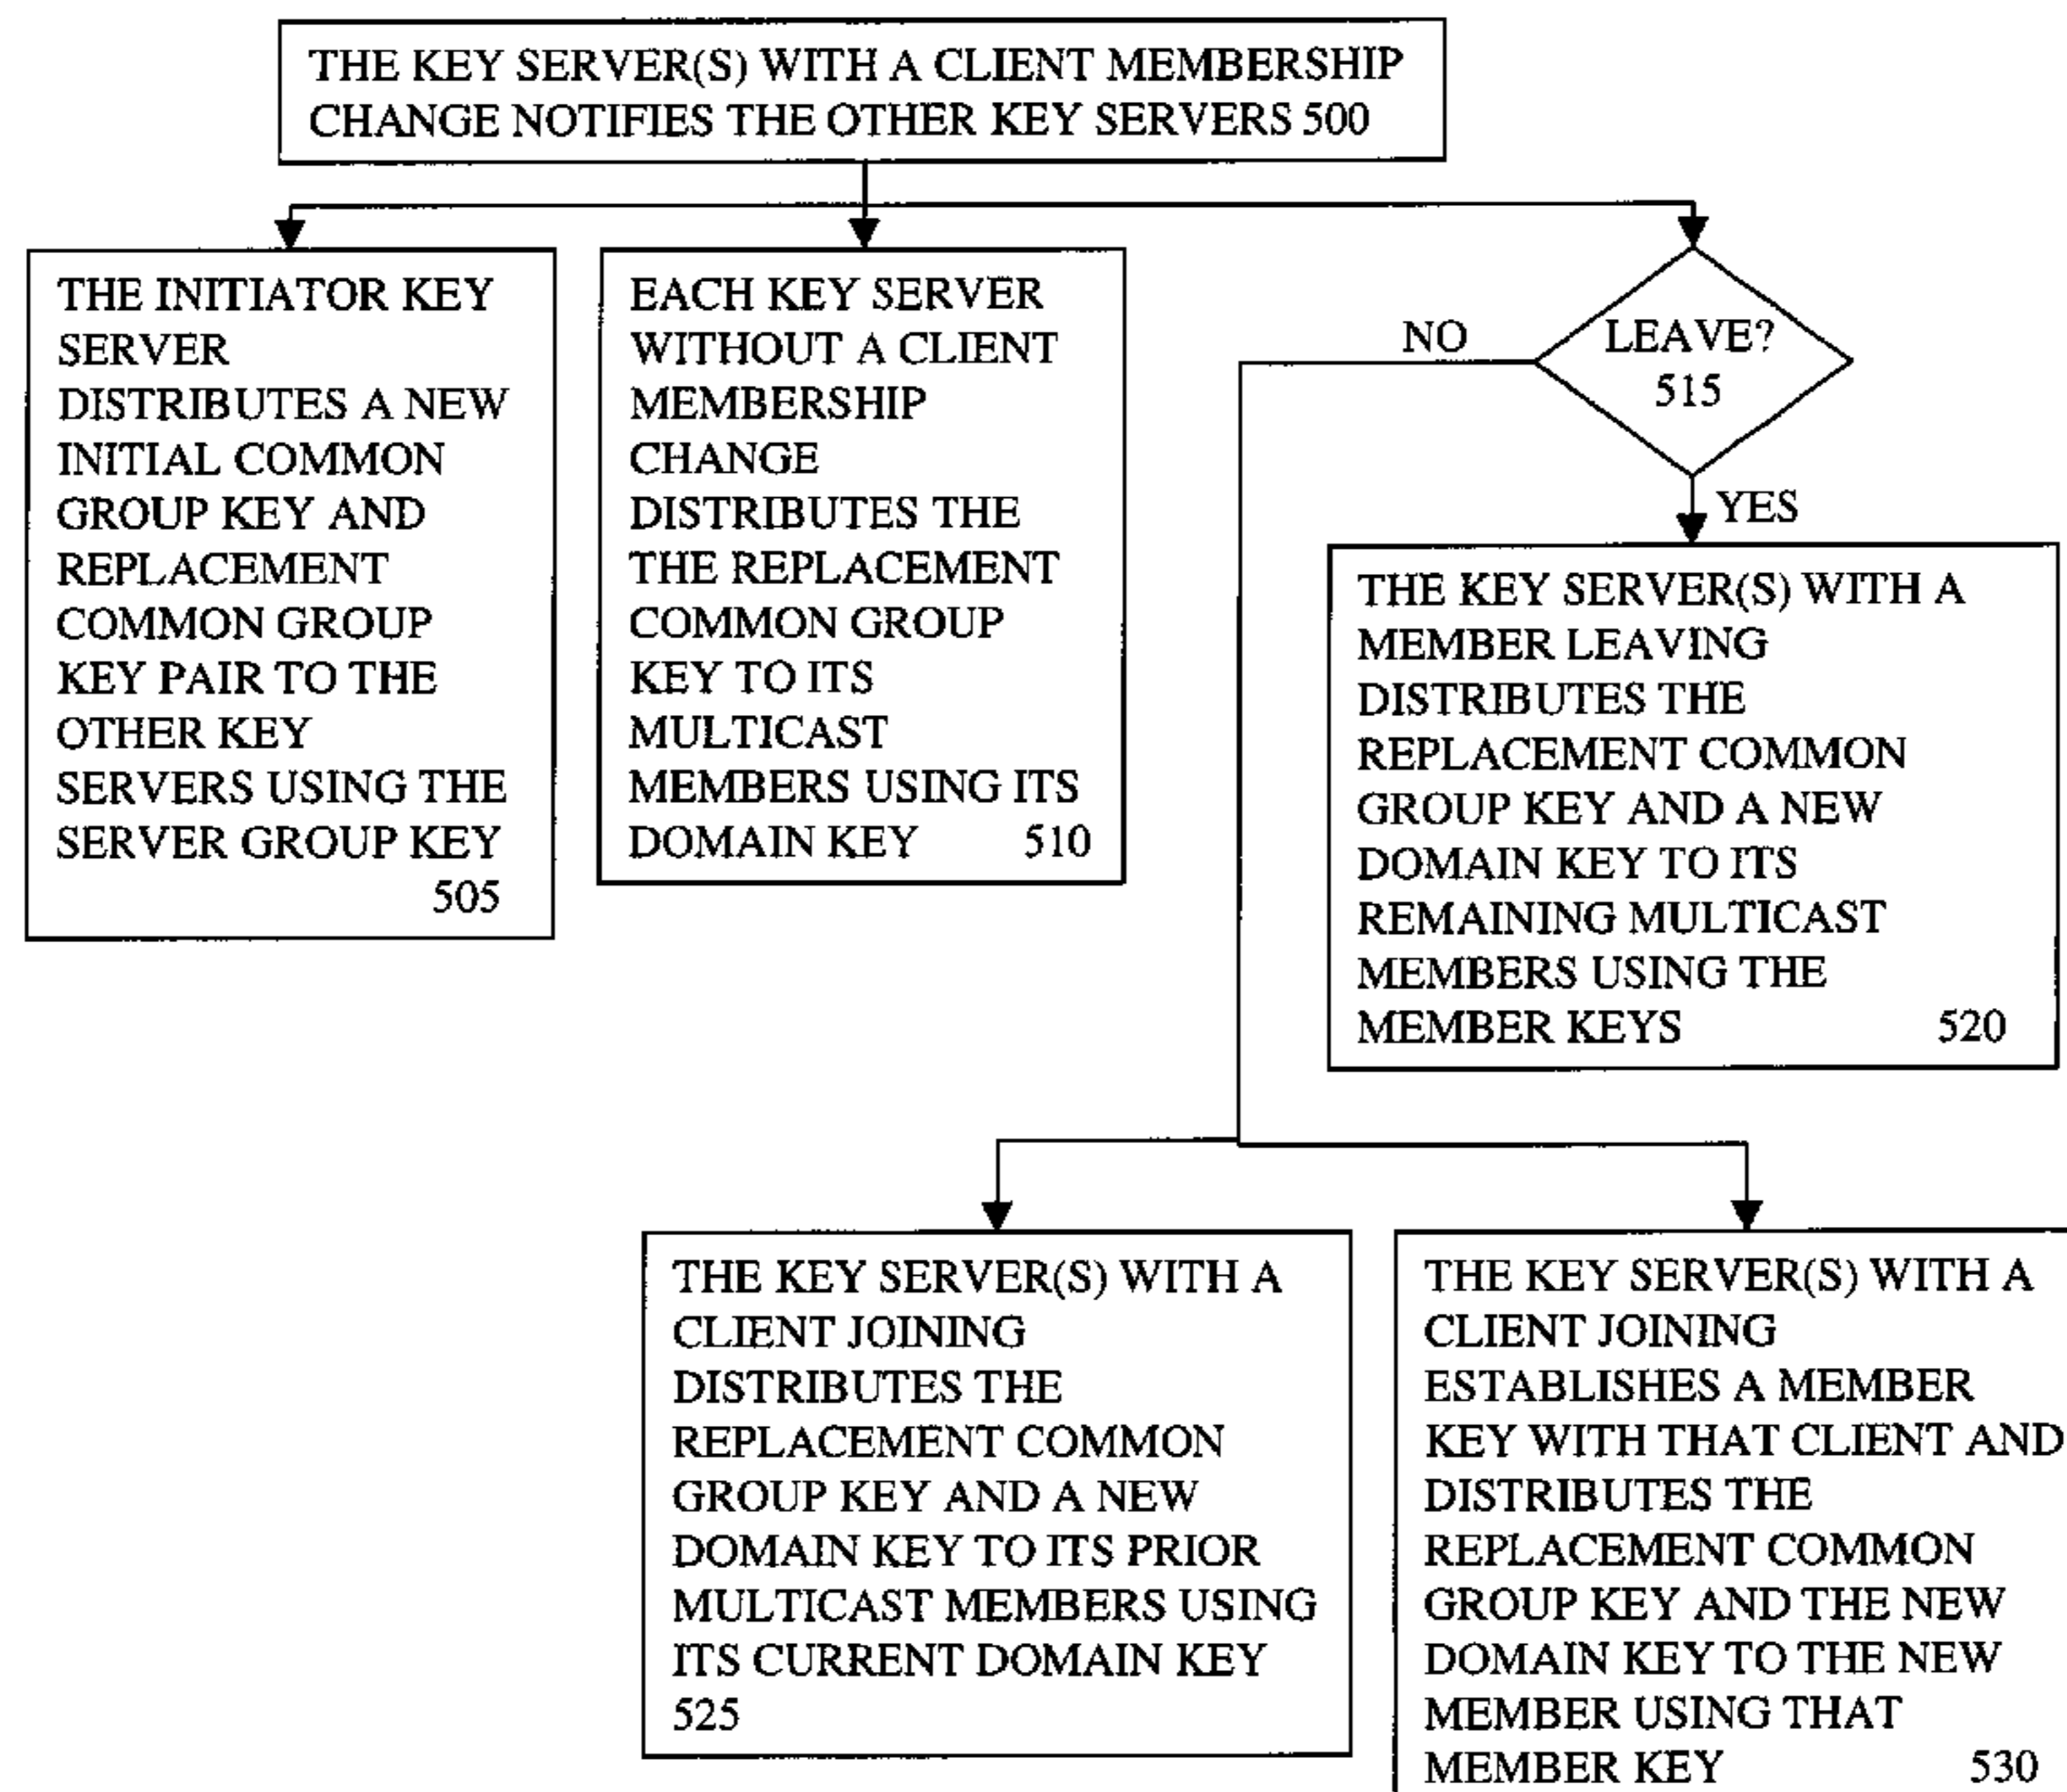 THE KEY SERVER(S) WITH A CLIENT MEMBERSHIP
CHANGE NOTIFIES THE OTHER KEY SERVERS 500
THE INITIATOR KEY
SERVER
DISTRIBUTES A NEW
INITIAL COMMON
GROUP KEY AND
REPLACEMENT
COMMON GROUP
KEY PAIR TO THE
OTHER KEY
SERVERS USING THE
SERVER GROUP KEY
505
EACH KEY SERVER
WITHOUT A CLIENT
MEMBERSHIP
CHANGE
DISTRIBUTES THE
THE REPLACEMENT
COMMON GROUP
KEY TO ITS
MULTICAST
MEMBERS USING ITS
DOMAIN KEY 510
LEAVE?
515
NO
YES
THE KEY SERVER(S) WITH A
MEMBER LEAVING
DISTRIBUTES THE
REPLACEMENT COMMON
GROUP KEY AND A NEW
DOMAIN KEY TO ITS
REMAINING MULTICAST
MEMBERS USING THE
MEMBER KEYS 520
THE KEY SERVER(S) WITH A
CLIENT JOINING
DISTRIBUTES THE
REPLACEMENT COMMON
GROUP KEY AND A NEW
DOMAIN KEY TO ITS PRIOR
MULTICAST MEMBERS USING
ITS CURRENT DOMAIN KEY
525
THE KEY SERVER(S) WITH A
CLIENT JOINING
ESTABLISHES A MEMBER
KEY WITH THAT CLIENT AND
DISTRIBUTES THE
REPLACEMENT COMMON
GROUP KEY AND THE NEW
DOMAIN KEY TO THE NEW
MEMBER USING THAT
MEMBER KEY 530